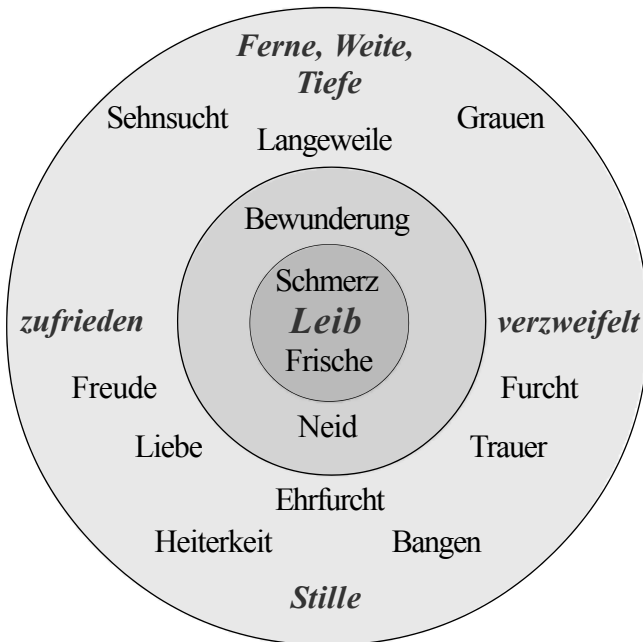 Ferne, Weite,
Tiefe
Sehnsucht
Grauen
Langeweile
Bewunderung
Schmerz
zufrieden
Leib
verzweifelt
Frische
Freude
Furcht
Neid
Liebe
Trauer
Ehrfurcht
Heiterkeit
Bangen
Stille